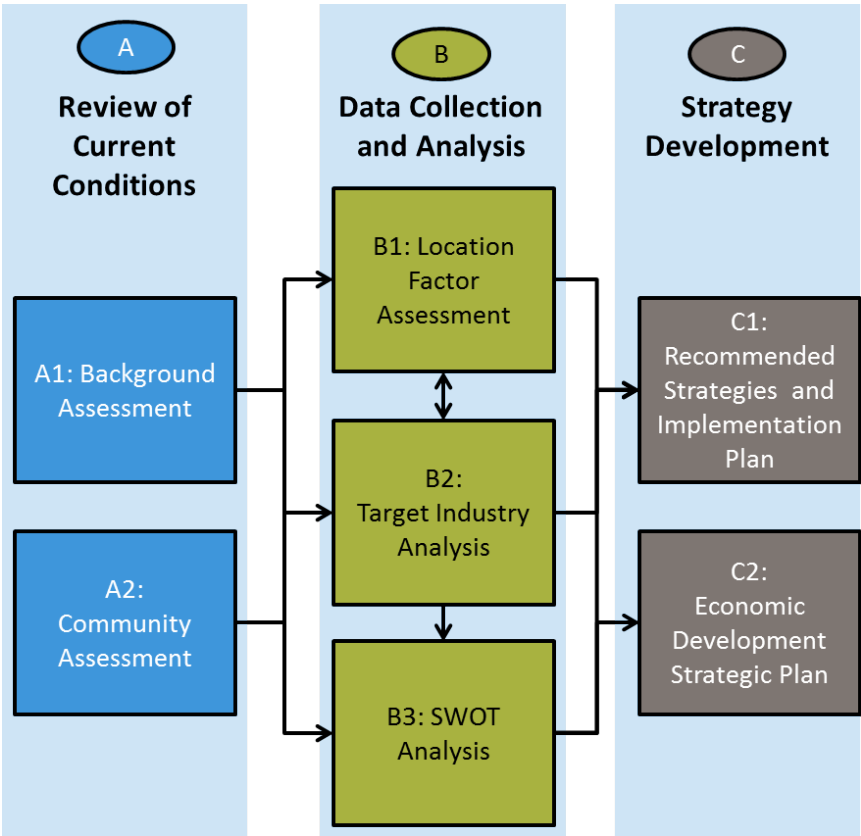 A
Review of
Current
Conditions
A1: Background
Assessment
A2:
Community
Assessment
B
Data Collection
and Analysis
B1: Location
Factor
Assessment
B2:
Target Industry
Analysis
B3: SWOT
Analysis
C
Strategy
Development
C1:
Recommended
Strategies and
Implementation
Plan
C2:
Economic
Development
Strategic Plan